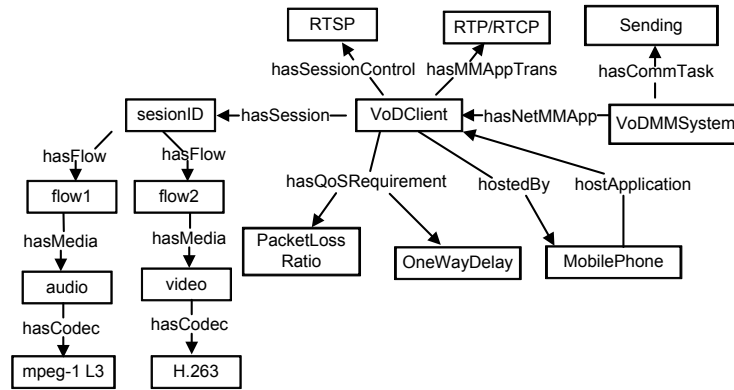 RTSP
RTP/RTCP
Sending
hasSessionControl
hasMMAppTrans
hasCommTask
sesionID
hasSession
VoDClient
hasNetMMApp
VoDMMSystem
hasFlow
hasFlow
flow1
flow2
hasQoSRequirement
hostedBy
hostApplication
hasMedia
hasMedia
PacketLoss
Ratio
OneWayDelay
MobilePhone
audio
video
hasCodec
hasCodec
mpeg-1 L3
H.263